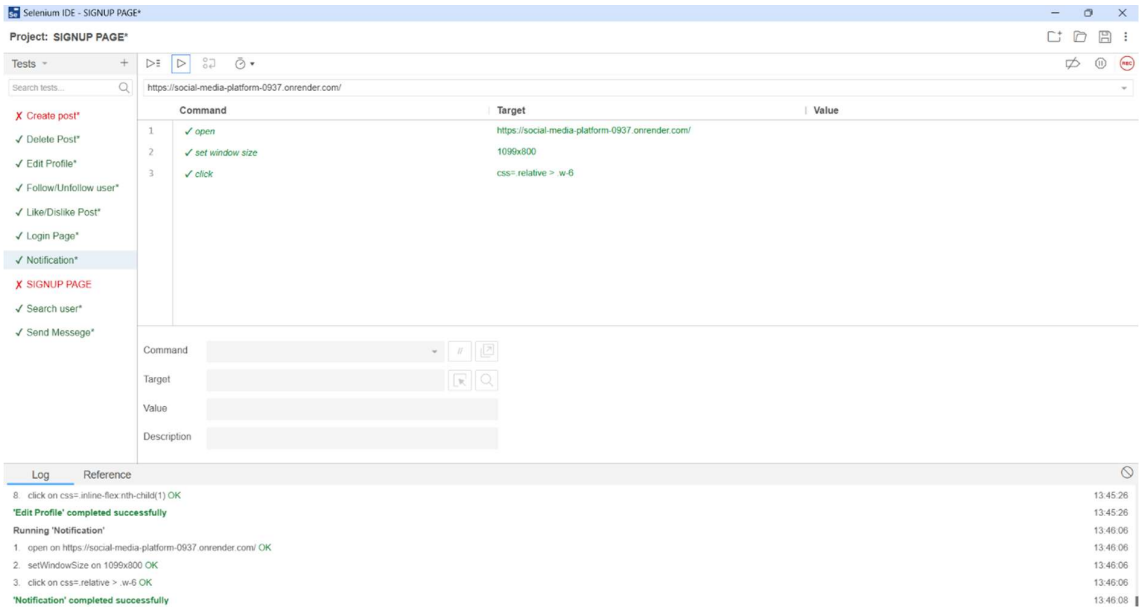 Selenium IDE - SIGNUP PAGE*
Project: SIGNUP PAGE*
Tests
Search tests...
https://social-media-platform-0937.onrender.com/
REC
✗ Create post*
✓ Delete Post*
✓ Edit Profile*
✓ Follow/Unfollow user*
✓ Like/Dislike Post*
✓ Login Page*
✓ Notification*
✗ SIGNUP PAGE
✓ Search user*
✓ Send Messege*
Command Target Value
1 ✓ open https://social-media-platform-0937.onrender.com/
2 ✓ set window size 1099x800
3 ✓ click css=.relative > .w-6
Command //
Target
Value
Description
Log Reference
8. click on css=.inline-flex:nth-child(1) OK 13:45:26
'Edit Profile' completed successfully 13:45:26
Running 'Notification' 13:46:06
1. open on https://social-media-platform-0937.onrender.com/ OK 13:46:06
2. setWindowSize on 1099x800 OK 13:46:06
3. click on css=.relative > .w-6 OK 13:46:06
'Notification' completed successfully 13:46:08